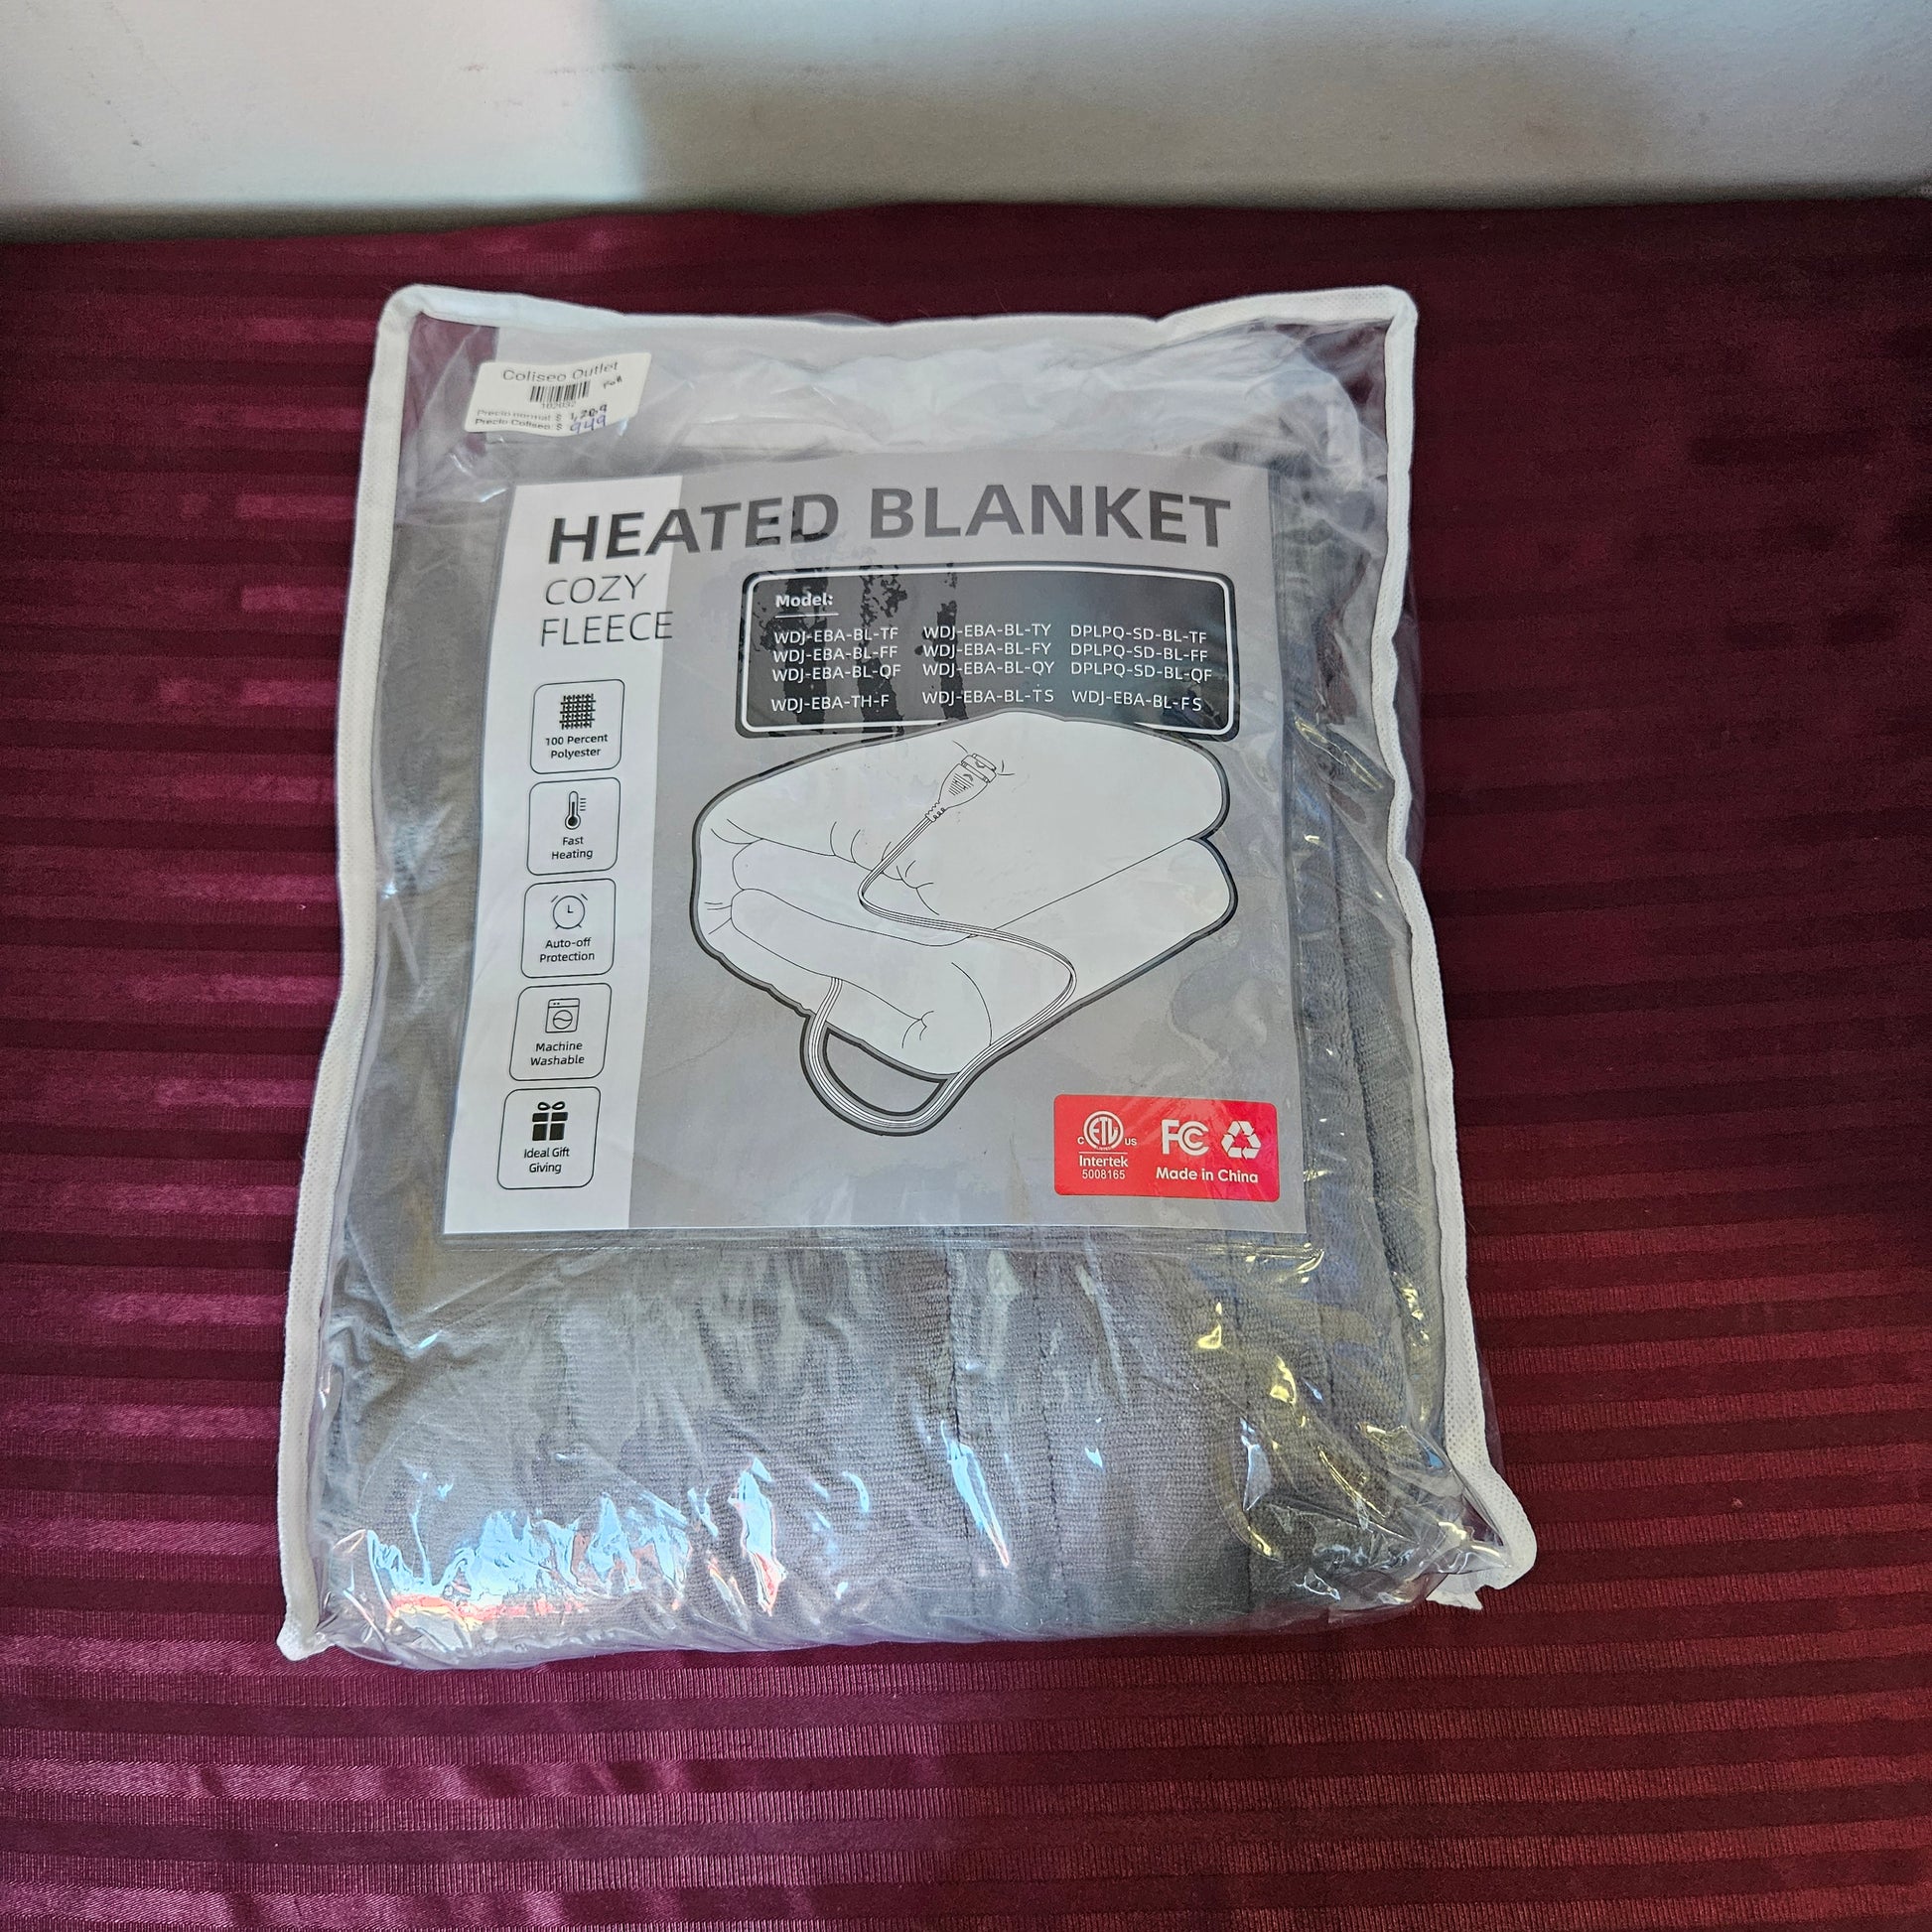 Coliseo Outlet
102032
Precio normal $ 1,269
Precio Coliseo $ 949
HEATED BLANKET
COZY
FLEECE
Model:
WDJ-EBA-BL-TF WDJ-EBA-BL-TY DPLPQ-SD-BL-TF
WDJ-EBA-BL-FF WDJ-EBA-BL-FY DPLPQ-SD-BL-FF
WDJ-EBA-BL-QF WDJ-EBA-BL-QY DPLPQ-SD-BL-QF
WDJ-EBA-TH-F WDJ-EBA-BL-TS WDJ-EBA-BL-FS
100 Percent
Polyester
Fast
Heating
Auto-off
Protection
Machine
Washable
Ideal Gift
Giving
C ETL US
Intertek
5008165
FC
Made in China